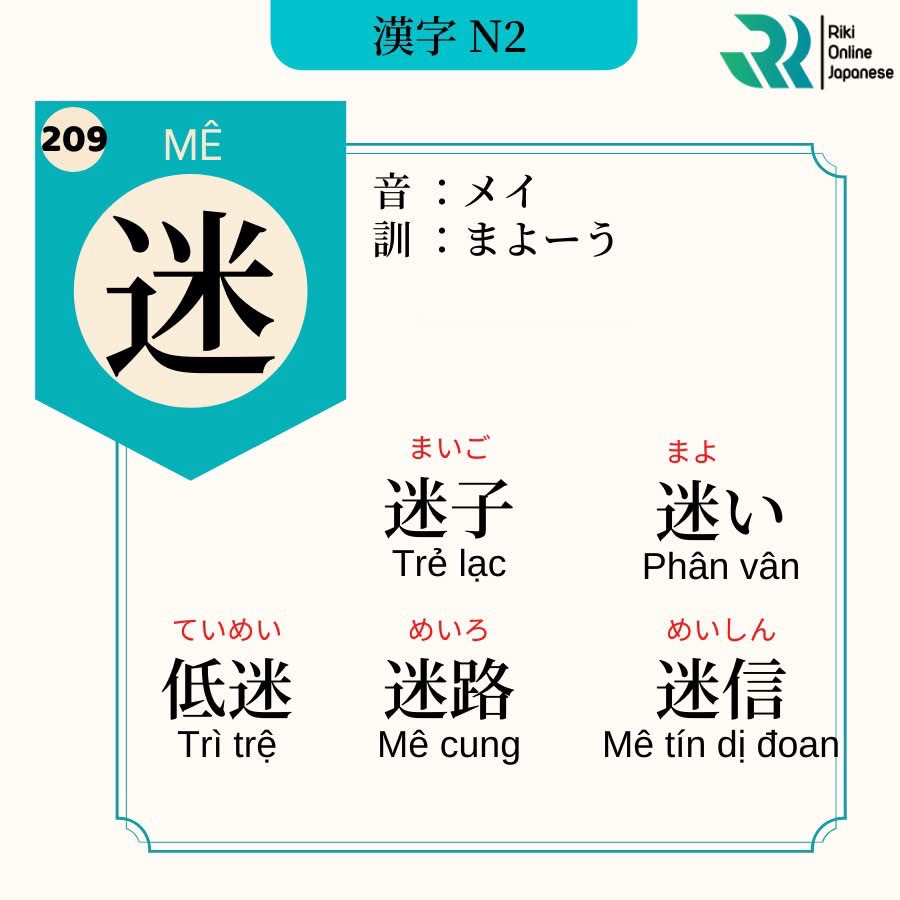 漢字 N2
Riki
Online
Japanese
209
MÊ
迷
音 ：メイ
訓 ：まよーう
まいご
迷子
Trẻ lạc
まよ
迷い
Phân vân
ていめい
低迷
Trì trệ
めいろ
迷路
Mê cung
めいしん
迷信
Mê tín dị đoan